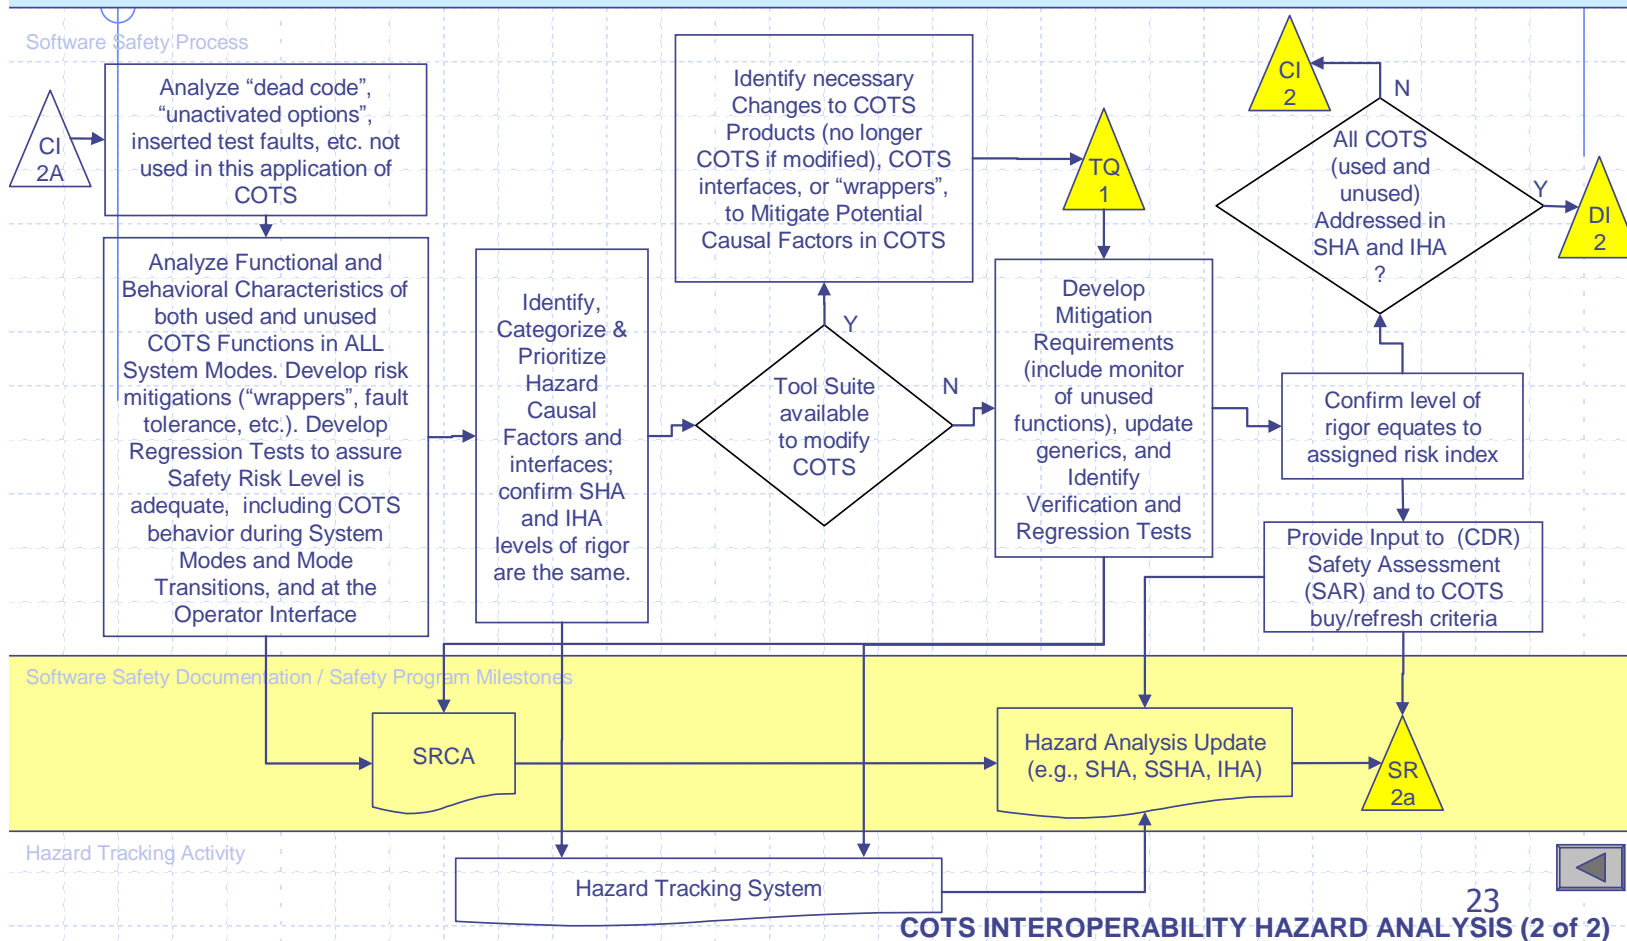 Software Safety Process
CI
2A
Analyze “dead code”,
“unactivated options”,
inserted test faults, etc. not
used in this application of
COTS
Analyze Functional and
Behavioral Characteristics of
both used and unused
COTS Functions in ALL
System Modes. Develop risk
mitigations (“wrappers”, fault
tolerance, etc.). Develop
Regression Tests to assure
Safety Risk Level is
adequate, including COTS
behavior during System
Modes and Mode
Transitions, and at the
Operator Interface
Identify,
Categorize &
Prioritize
Hazard
Causal
Factors and
interfaces;
confirm SHA
and IHA
levels of rigor
are the same.
Identify necessary
Changes to COTS
Products (no longer
COTS if modified), COTS
interfaces, or “wrappers”,
to Mitigate Potential
Causal Factors in COTS
Y
Tool Suite
available
to modify
COTS
N
TQ
1
Develop
Mitigation
Requirements
(include monitor
of unused
functions), update
generics, and
Identify
Verification and
Regression Tests
CI
2
N
All COTS
(used and
unused)
Addressed in
SHA and IHA
?
Y
DI
2
Confirm level of
rigor equates to
assigned risk index
Provide Input to (CDR)
Safety Assessment
(SAR) and to COTS
buy/refresh criteria
Software Safety Documentation / Safety Program Milestones
SRCA
Hazard Analysis Update
(e.g., SHA, SSHA, IHA)
SR
2a
Hazard Tracking Activity
Hazard Tracking System
23
COTS INTEROPERABILITY HAZARD ANALYSIS (2 of 2)